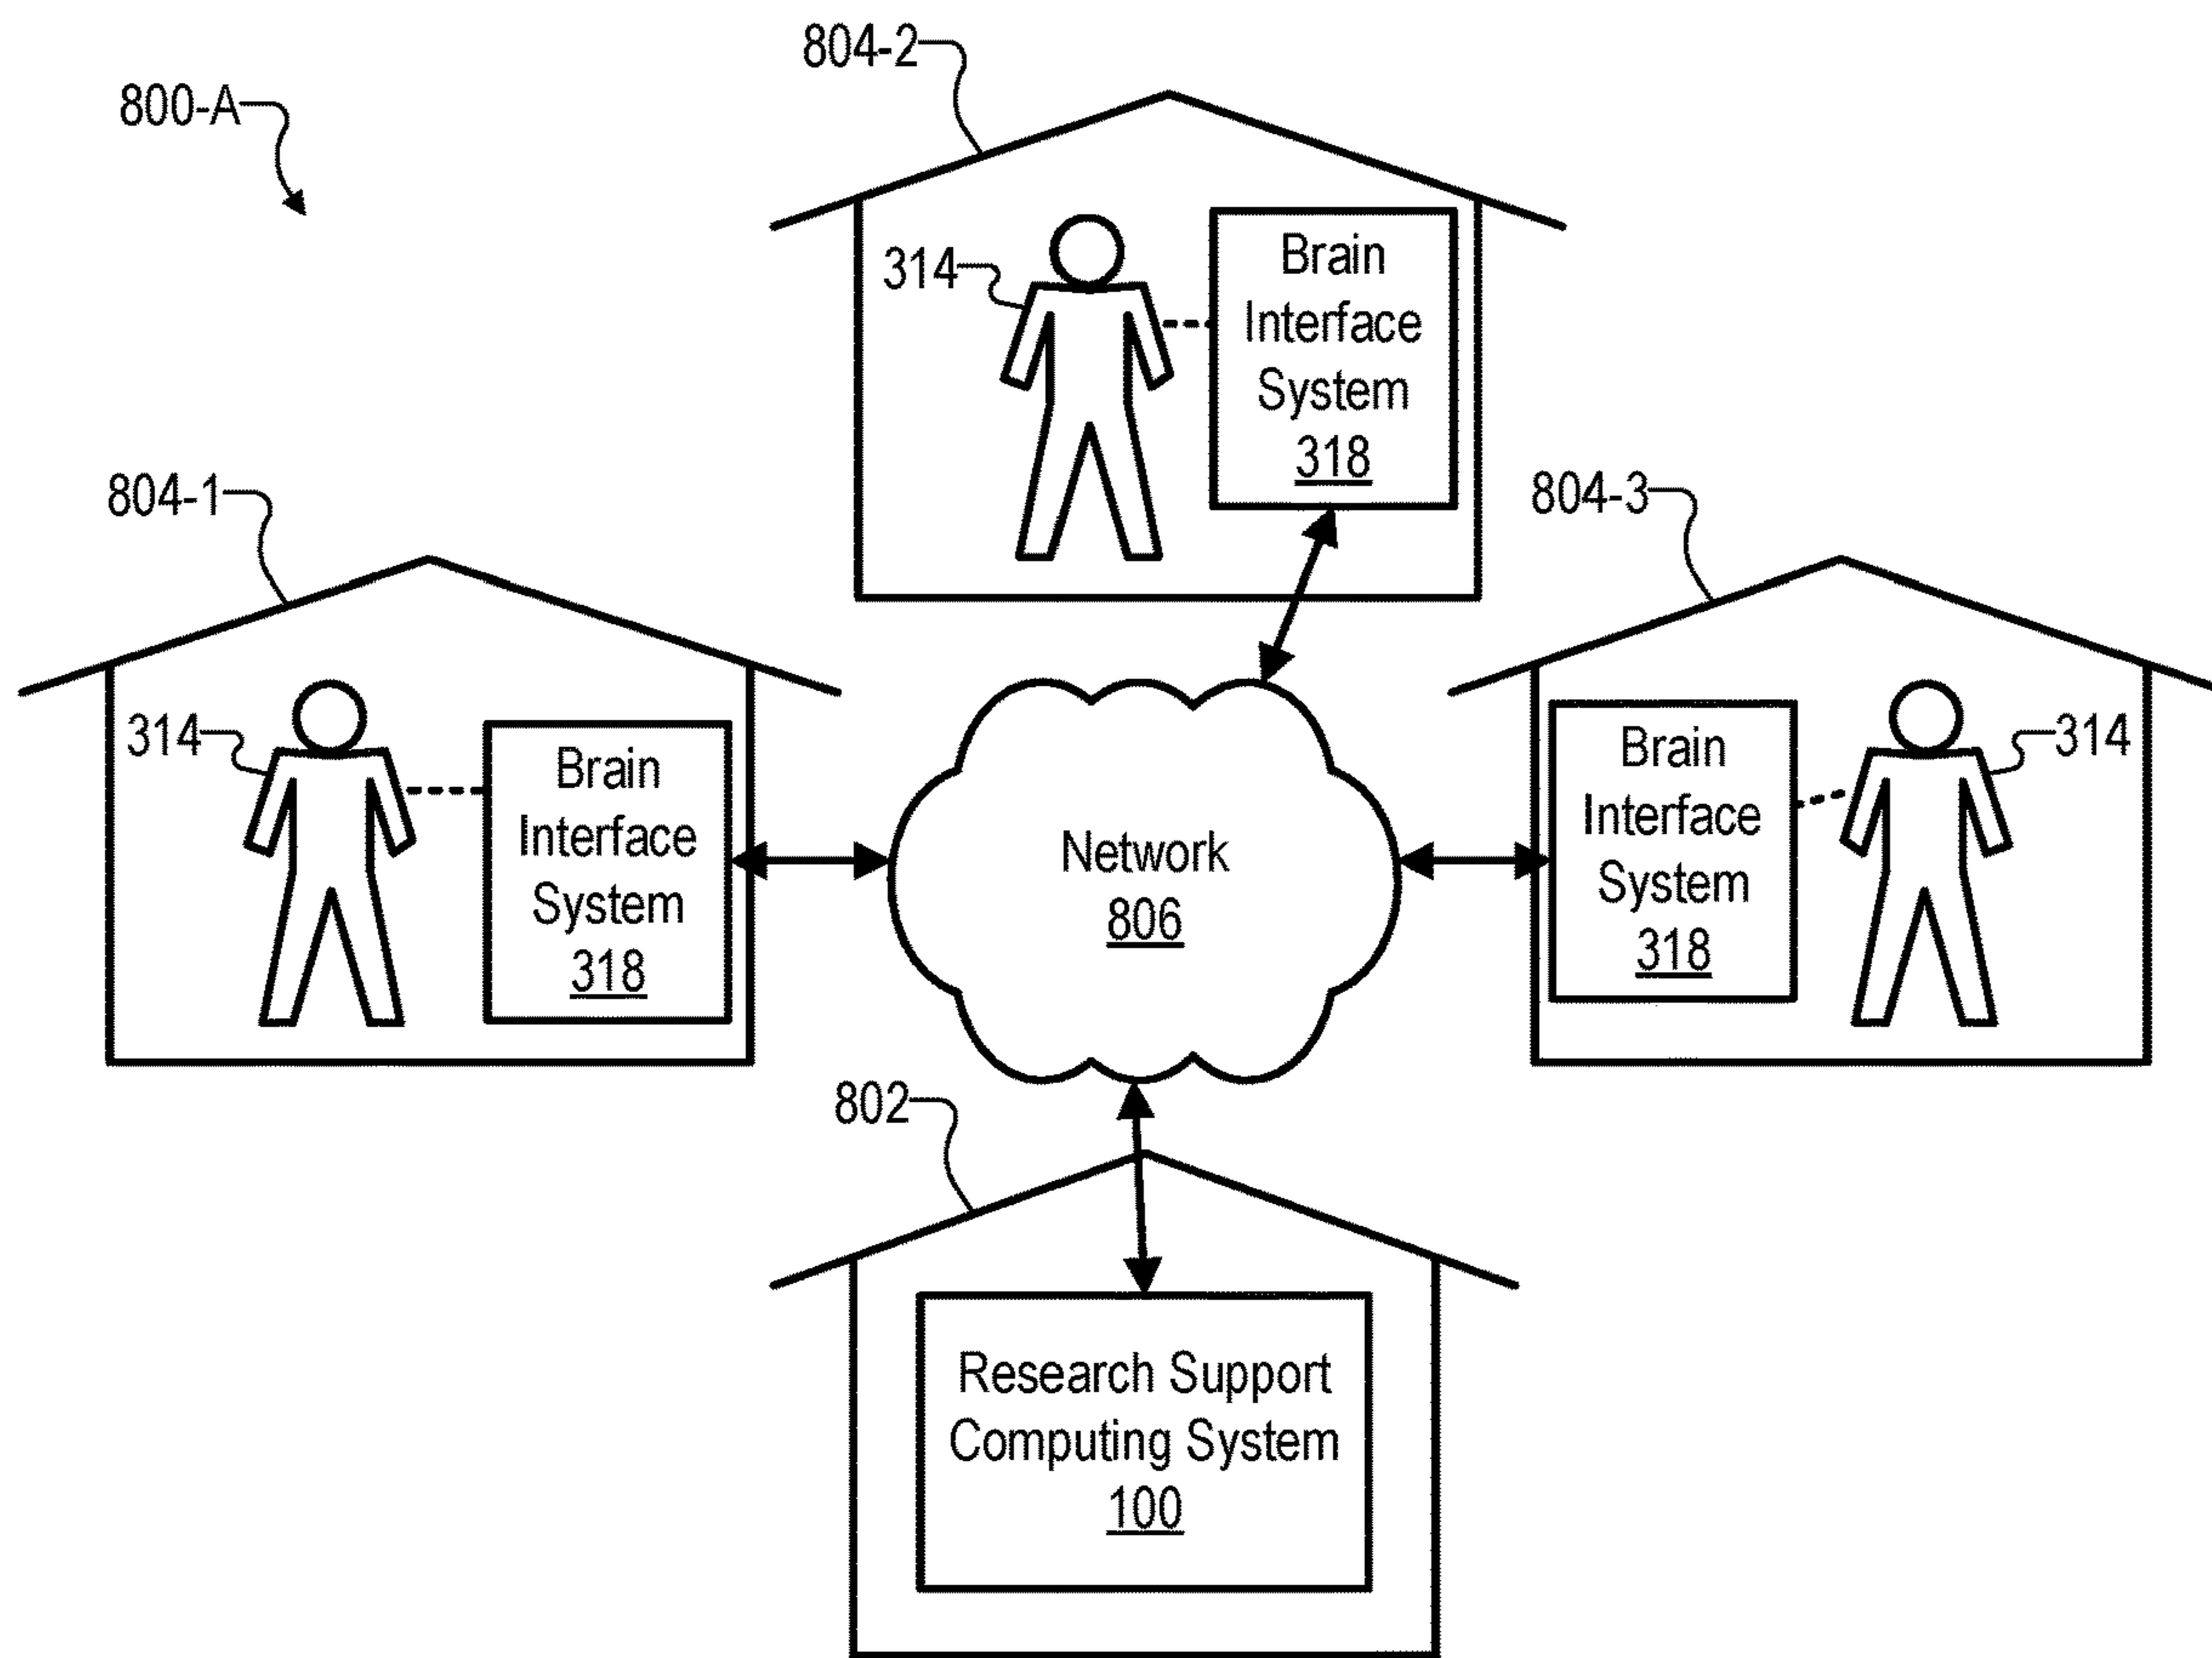 804-2
800-A
314
Brain
Interface
System
318
804-1
804-3
314
Brain
Interface
System
318
Network
806
Brain
Interface
System
318
314
802
Research Support
Computing System
100